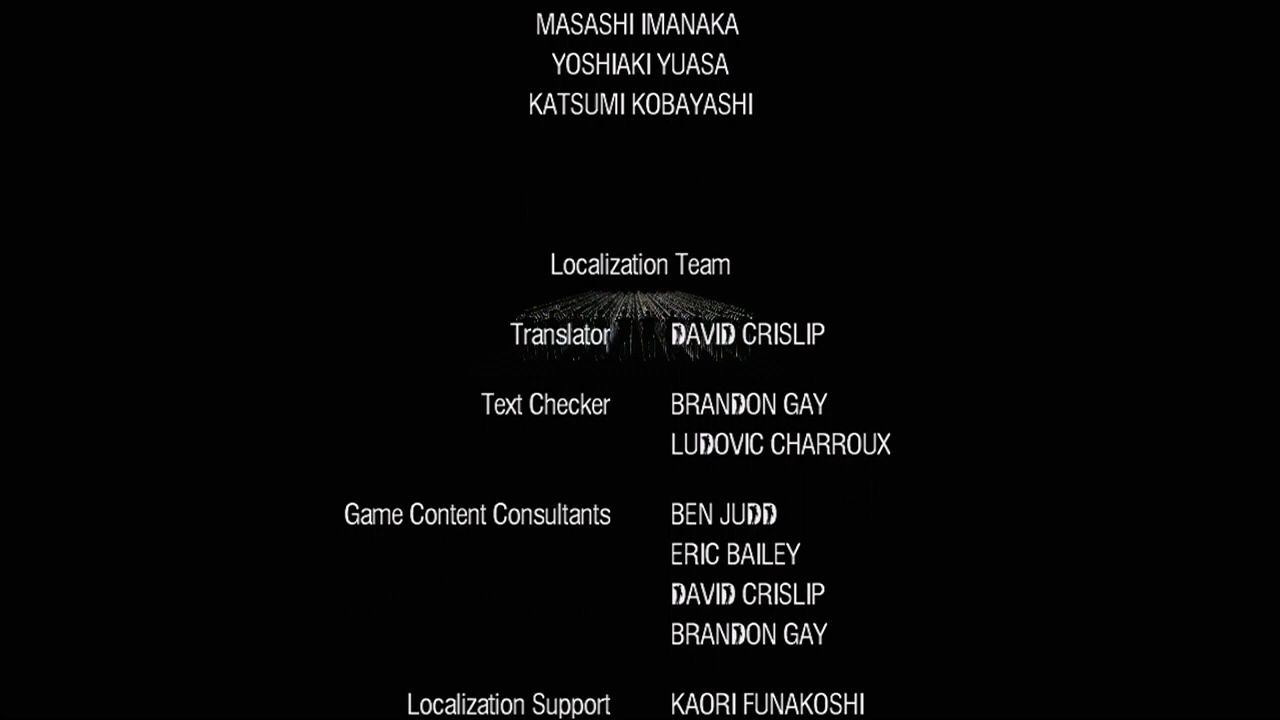 MASASHI IMANAKA
YOSHIAKI YUASA
KATSUMI KOBAYASHI
Localization Team
Translator DAVID CRISLIP
Text Checker BRANDON GAY
LUDOVIC CHARROUX
Game Content Consultants BEN JUDD
ERIC BAILEY
DAVID CRISLIP
BRANDON GAY
Localization Support KAORI FUNAKOSHI